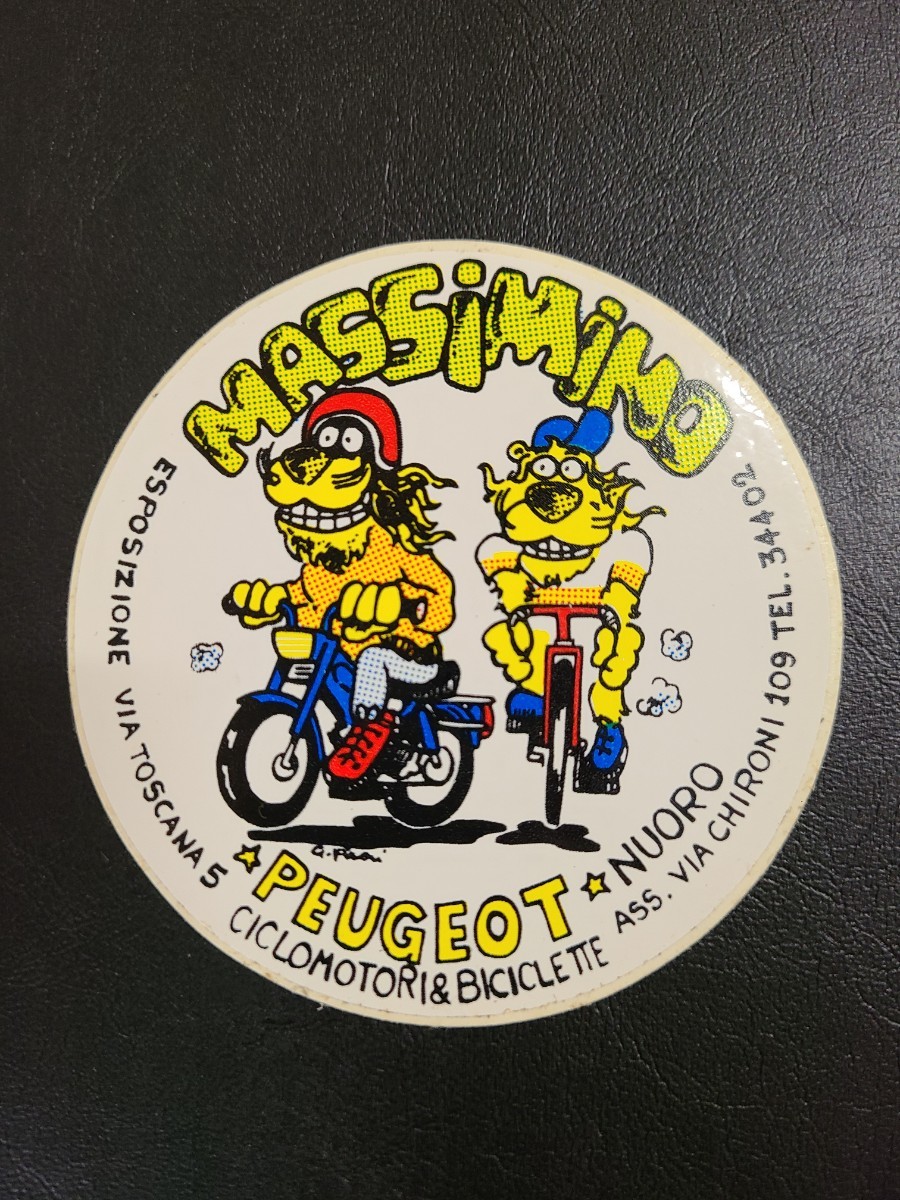 MASSiMiNO
ESPOSIZIONE VIA TOSCANA 5
PEUGEOT
NUORO
CICLOMOTORI & BICICLETTE
ASS. VIA CHIRONI 109 TEL. 34402